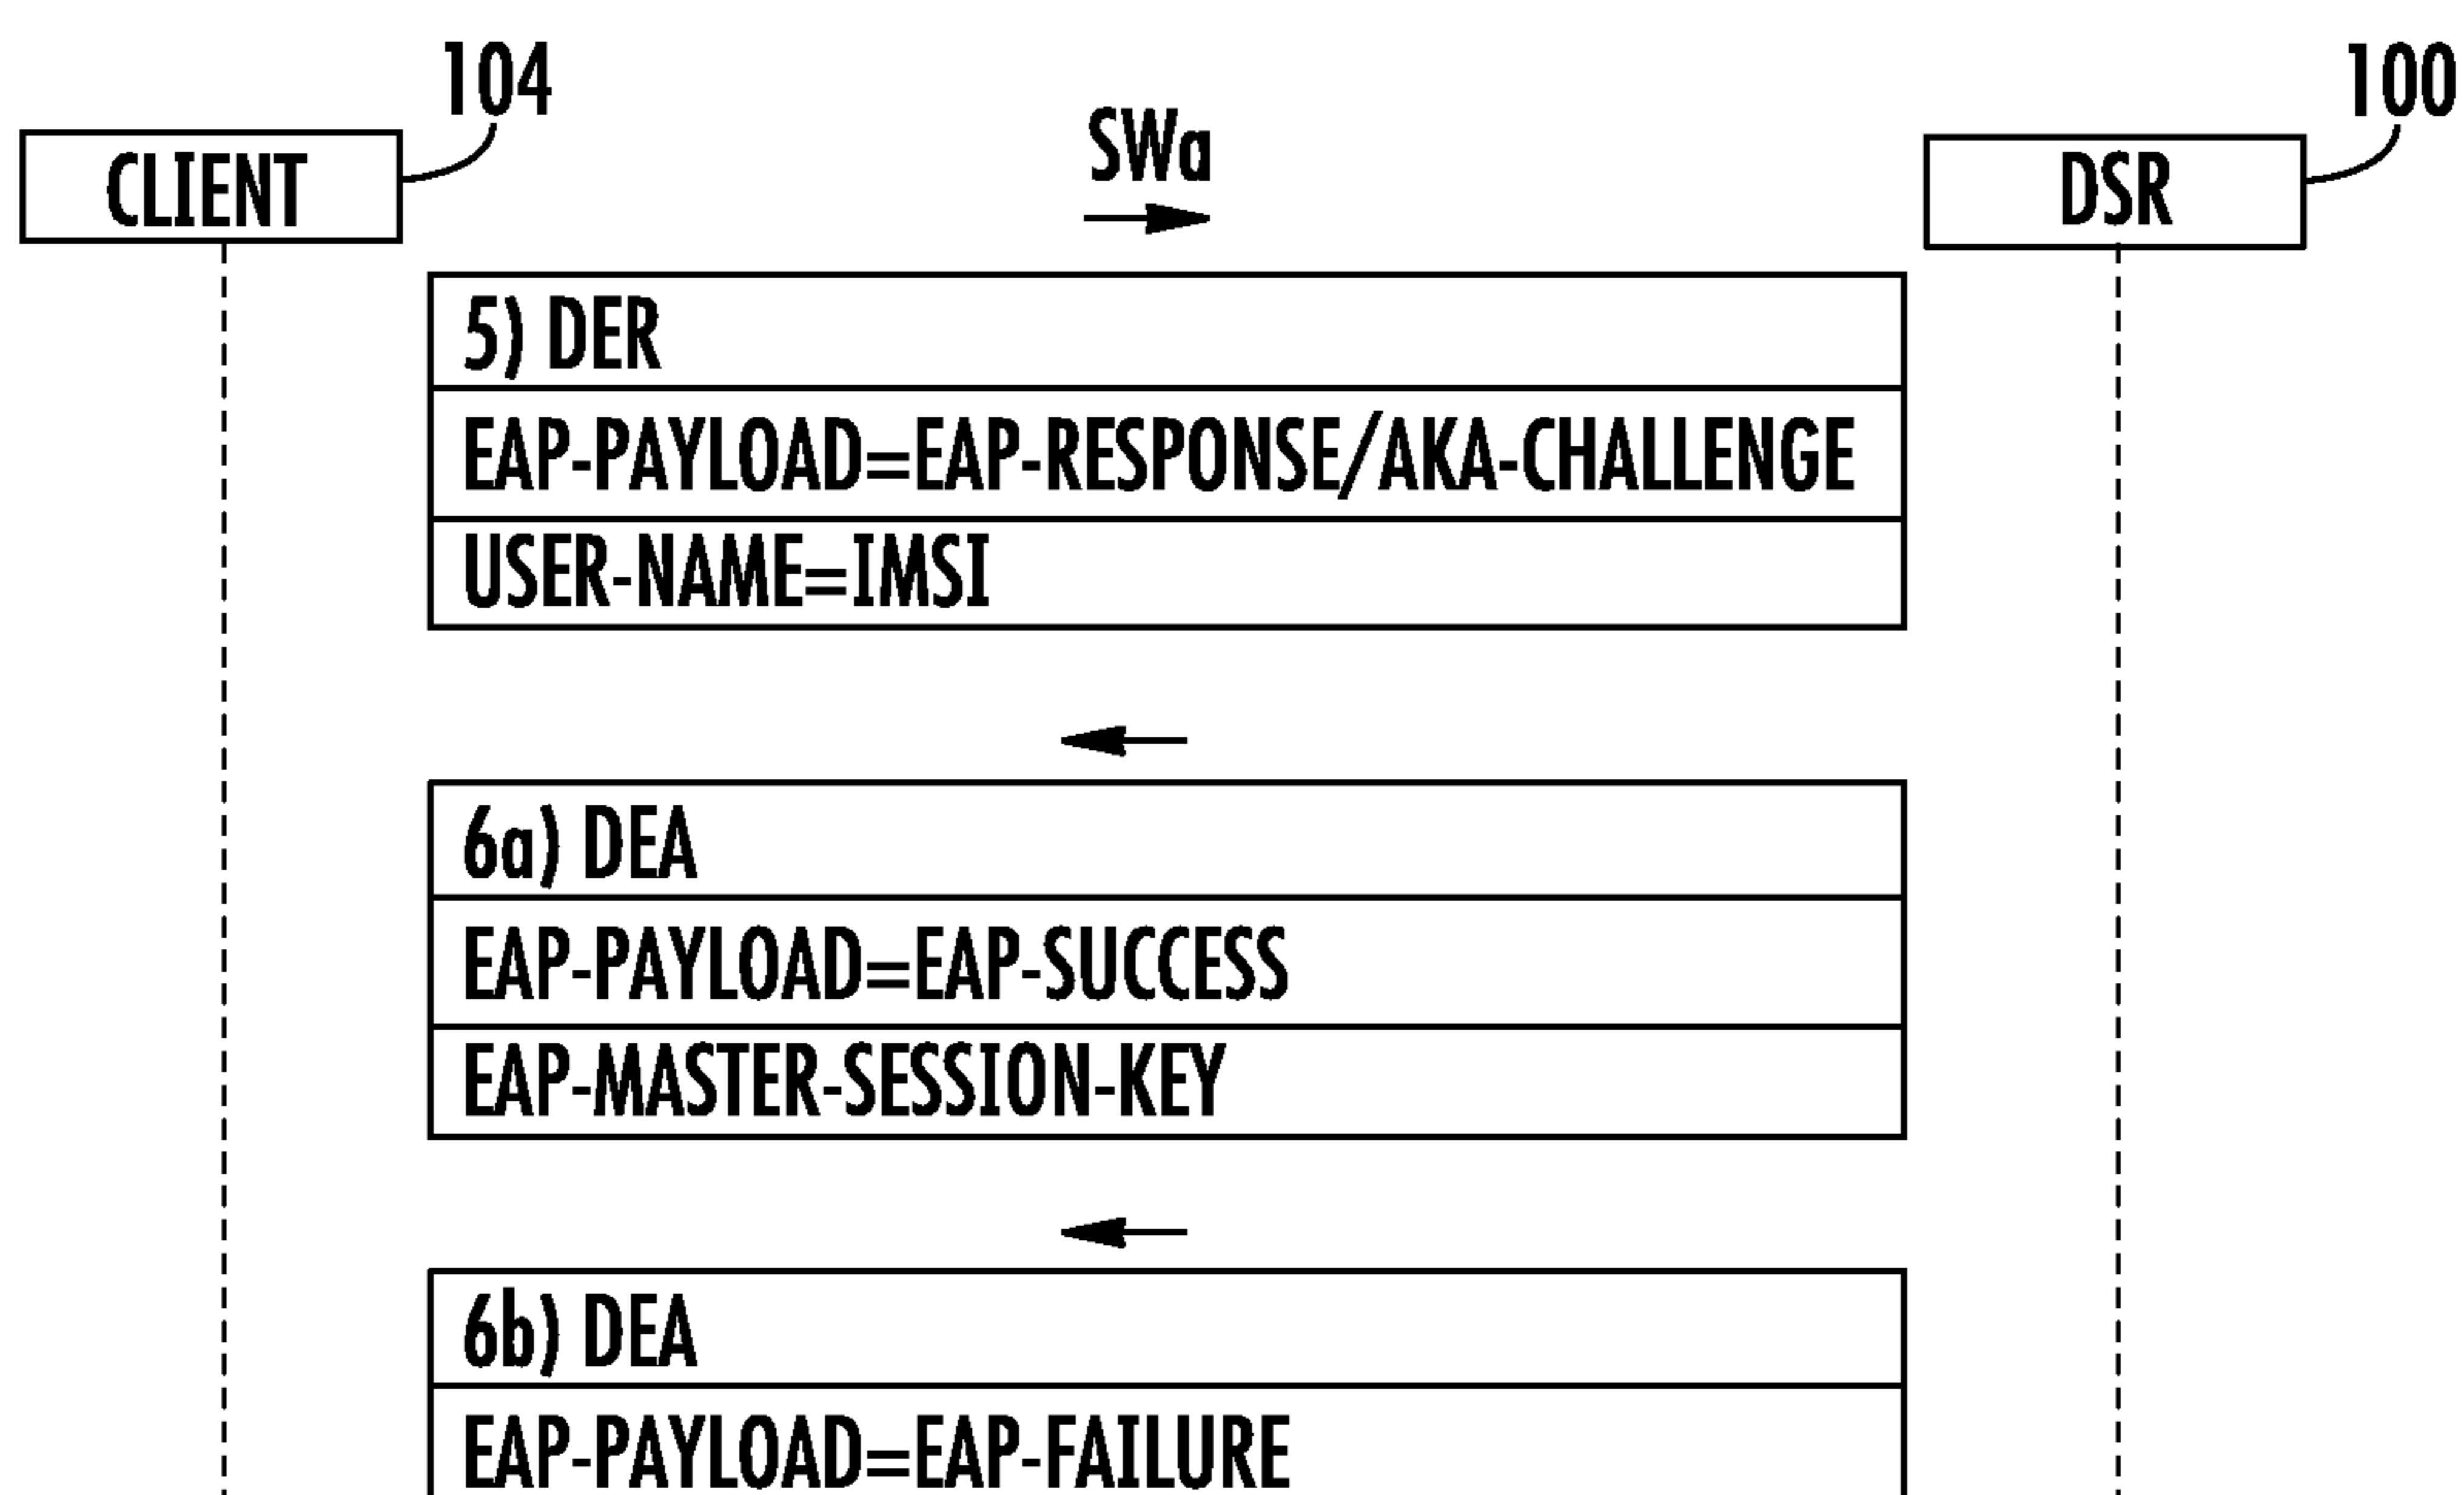 104
100
SWa
CLIENT
DSR
5) DER
EAP-PAYLOAD=EAP-RESPONSE/AKA-CHALLENGE
USER-NAME=IMSI
6a) DEA
EAP-PAYLOAD=EAP-SUCCESS
EAP-MASTER-SESSION-KEY
6b) DEA
EAP-PAYLOAD=EAP-FAILURE